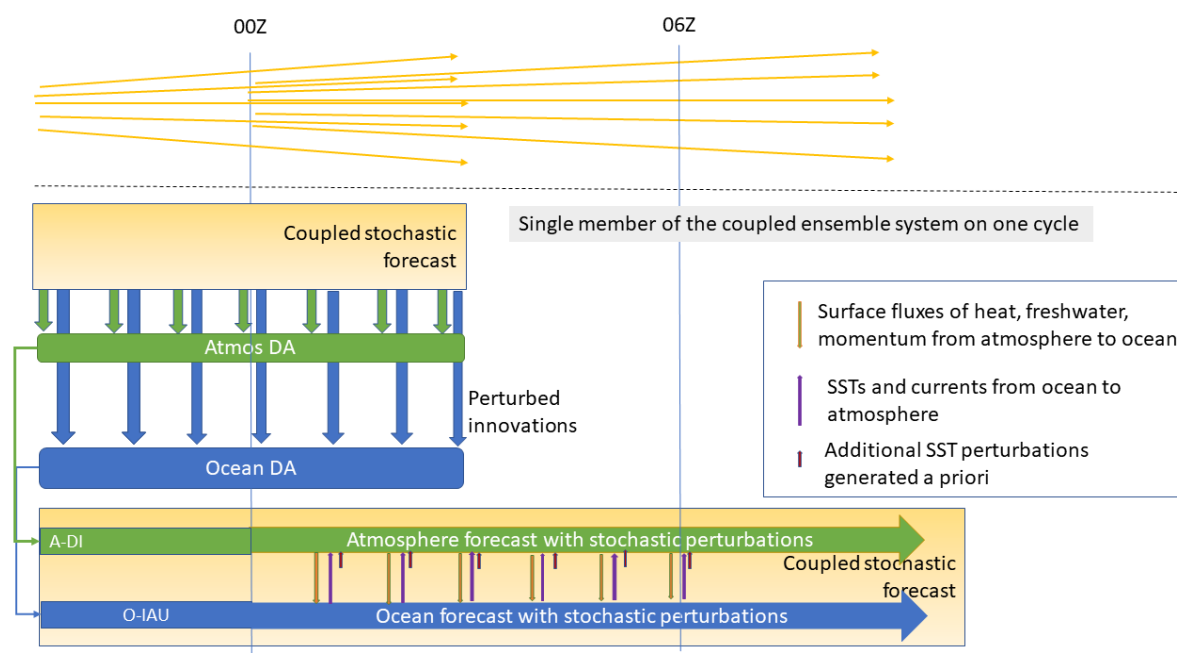 00Z
06Z
Single member of the coupled ensemble system on one cycle
Coupled stochastic
forecast
Atmos DA
Perturbed
innovations
Ocean DA
Surface fluxes of heat, freshwater,
momentum from atmosphere to ocean
SSTs and currents from ocean to
atmosphere
Additional SST perturbations
generated a priori
A-DI
Atmosphere forecast with stochastic perturbations
Coupled stochastic
forecast
O-IAU
Ocean forecast with stochastic perturbations